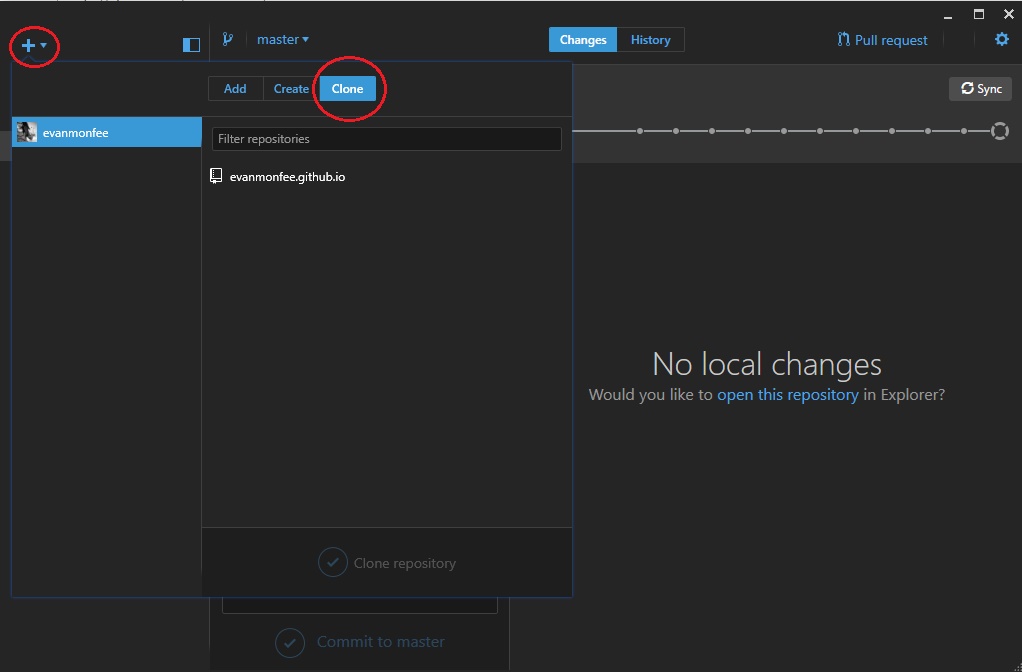 master
Changes
History
Pull request
Add
Create
Clone
Sync
evanmonfee
Filter repositories
evanmonfee.github.io
No local changes
Would you like to open this repository in Explorer?
Clone repository
Commit to master